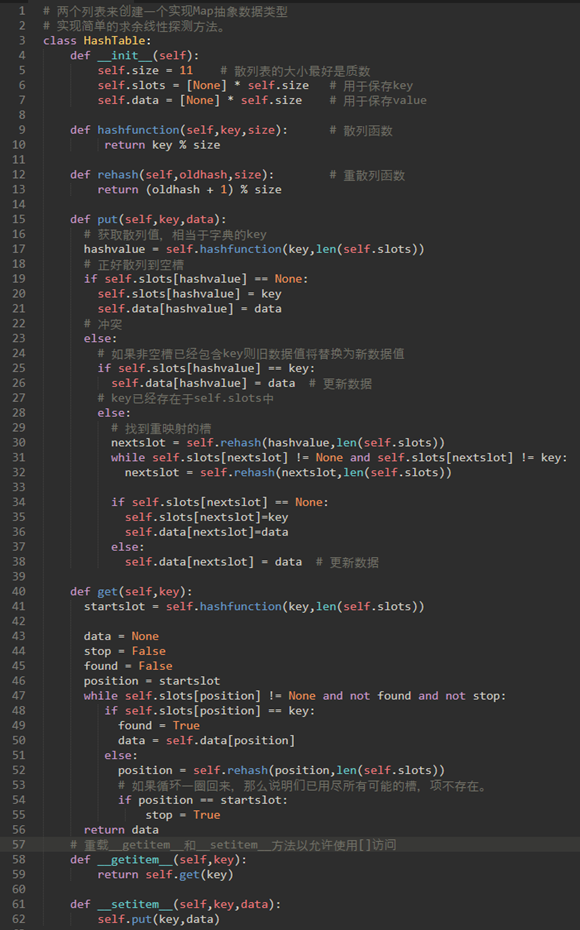 1 # 两个列表来创建一个实现Map抽象数据类型
2 # 实现简单的求余线性探测方法。
3 class HashTable:
4     def __init__(self):
5         self.size = 11    # 散列表的大小最好是质数
6         self.slots = [None] * self.size   # 用于保存key
7         self.data = [None] * self.size    # 用于保存value
8
9     def hashfunction(self,key,size):      # 散列函数
10          return key % size
11
12     def rehash(self,oldhash,size):        # 重散列函数
13         return (oldhash + 1) % size
14
15     def put(self,key,data):
16       # 获取散列值，相当于字典的key
17       hashvalue = self.hashfunction(key,len(self.slots))
18       # 正好散列到空槽
19       if self.slots[hashvalue] == None:
20         self.slots[hashvalue] = key
21         self.data[hashvalue] = data
22       # 冲突
23       else:
24         # 如果非空槽已经包含key则旧数据值将替换为新数据值
25         if self.slots[hashvalue] == key:
26           self.data[hashvalue] = data  # 更新数据
27         # key已经存在于self.slots中
28         else:
29           # 找到重映射的槽
30           nextslot = self.rehash(hashvalue,len(self.slots))
31           while self.slots[nextslot] != None and self.slots[nextslot] != key:
32             nextslot = self.rehash(nextslot,len(self.slots))
33
34           if self.slots[nextslot] == None:
35             self.slots[nextslot]=key
36             self.data[nextslot]=data
37           else:
38             self.data[nextslot] = data  # 更新数据
39
40     def get(self,key):
41       startslot = self.hashfunction(key,len(self.slots))
42
43       data = None
44       stop = False
45       found = False
46       position = startslot
47       while self.slots[position] != None and not found and not stop:
48          if self.slots[position] == key:
49            found = True
50            data = self.data[position]
51          else:
52            position = self.rehash(position,len(self.slots))
53            # 如果循环一圈回来，那么说明们已用尽所有可能的槽，项不存在。
54            if position == startslot:
55                stop = True
56       return data
57     # 重载__getitem__和__setitem__方法以允许使用[]访问
58     def __getitem__(self,key):
59         return self.get(key)
60
61     def __setitem__(self,key,data):
62         self.put(key,data)